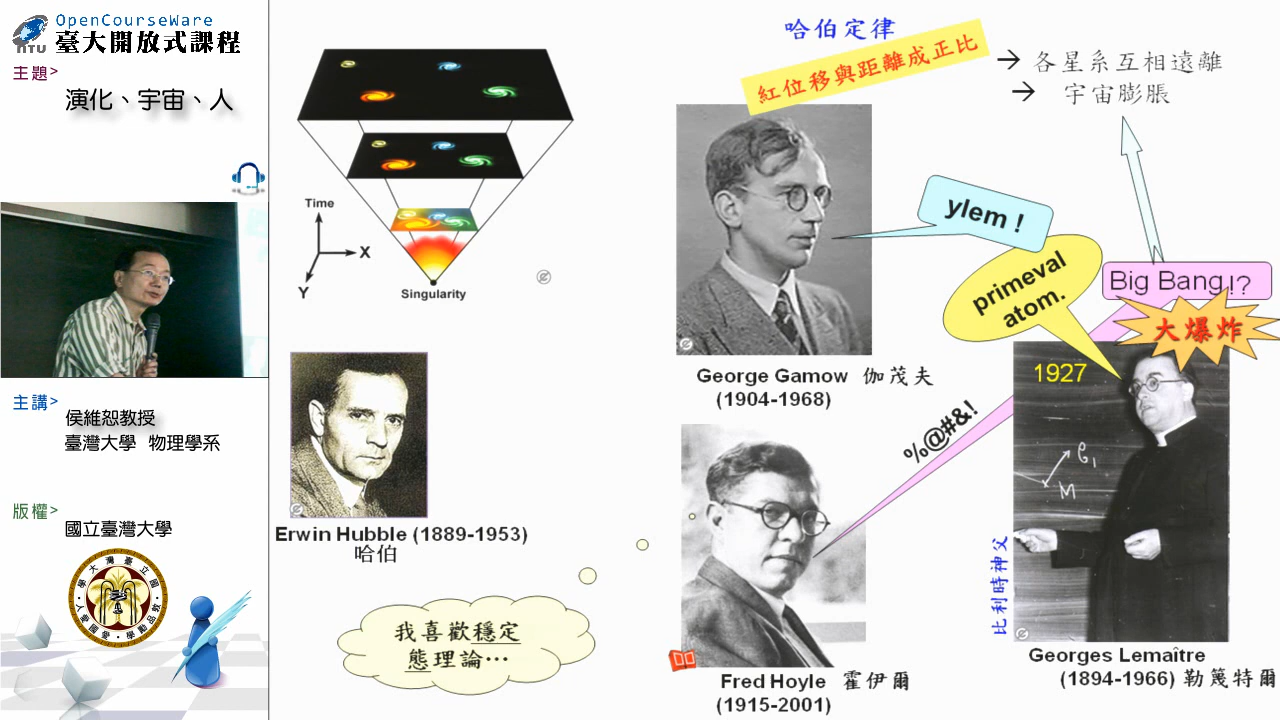 OpenCourseWare
NTU 臺大開放式課程
主題>
演化、宇宙、人
主講>
侯維恕教授
臺灣大學 物理學系
版權>
國立臺灣大學
Time
X
Y
Singularity
Erwin Hubble (1889-1953)
哈伯
我喜歡穩定
態理論…
哈伯定律
紅位移與距離成正比
→ 各星系互相遠離
→ 宇宙膨脹
George Gamow 伽茂夫
(1904-1968)
ylem !
primeval
atom.
Big Bang!?
大爆炸
1927
%@#&!
Fred Hoyle 霍伊爾
(1915-2001)
比利時神父
Georges Lemaître
(1894-1966) 勒篾特爾